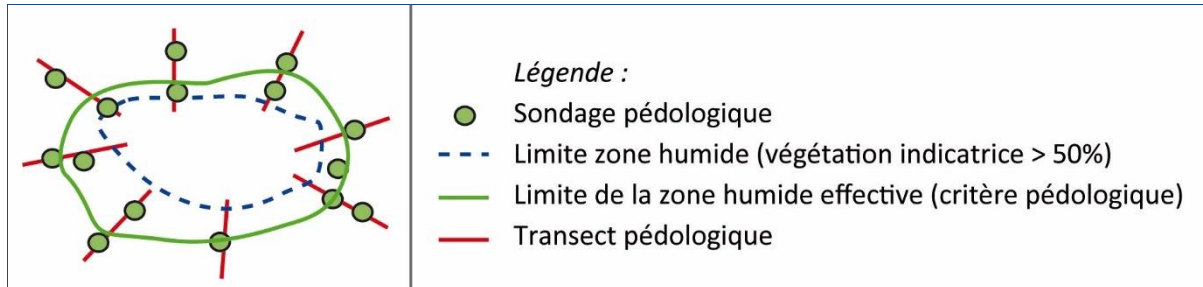 Légende :
Sondage pédologique
Limite zone humide (végétation indicatrice > 50%)
Limite de la zone humide effective (critère pédologique)
Transect pédologique